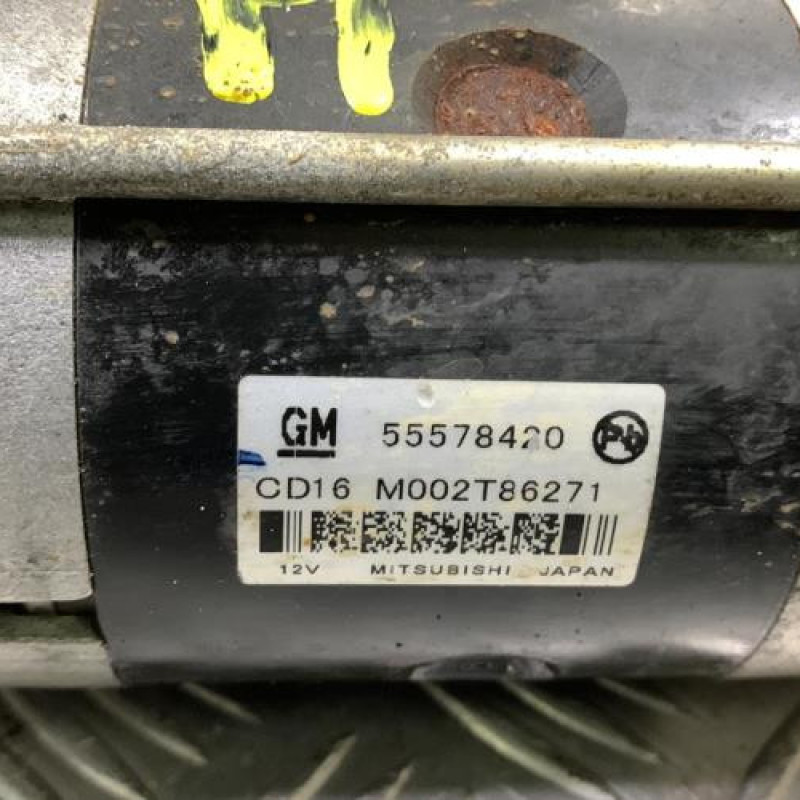 GM 55578420 Pb
CD16 M002T86271
12V MITSUBISHI JAPAN